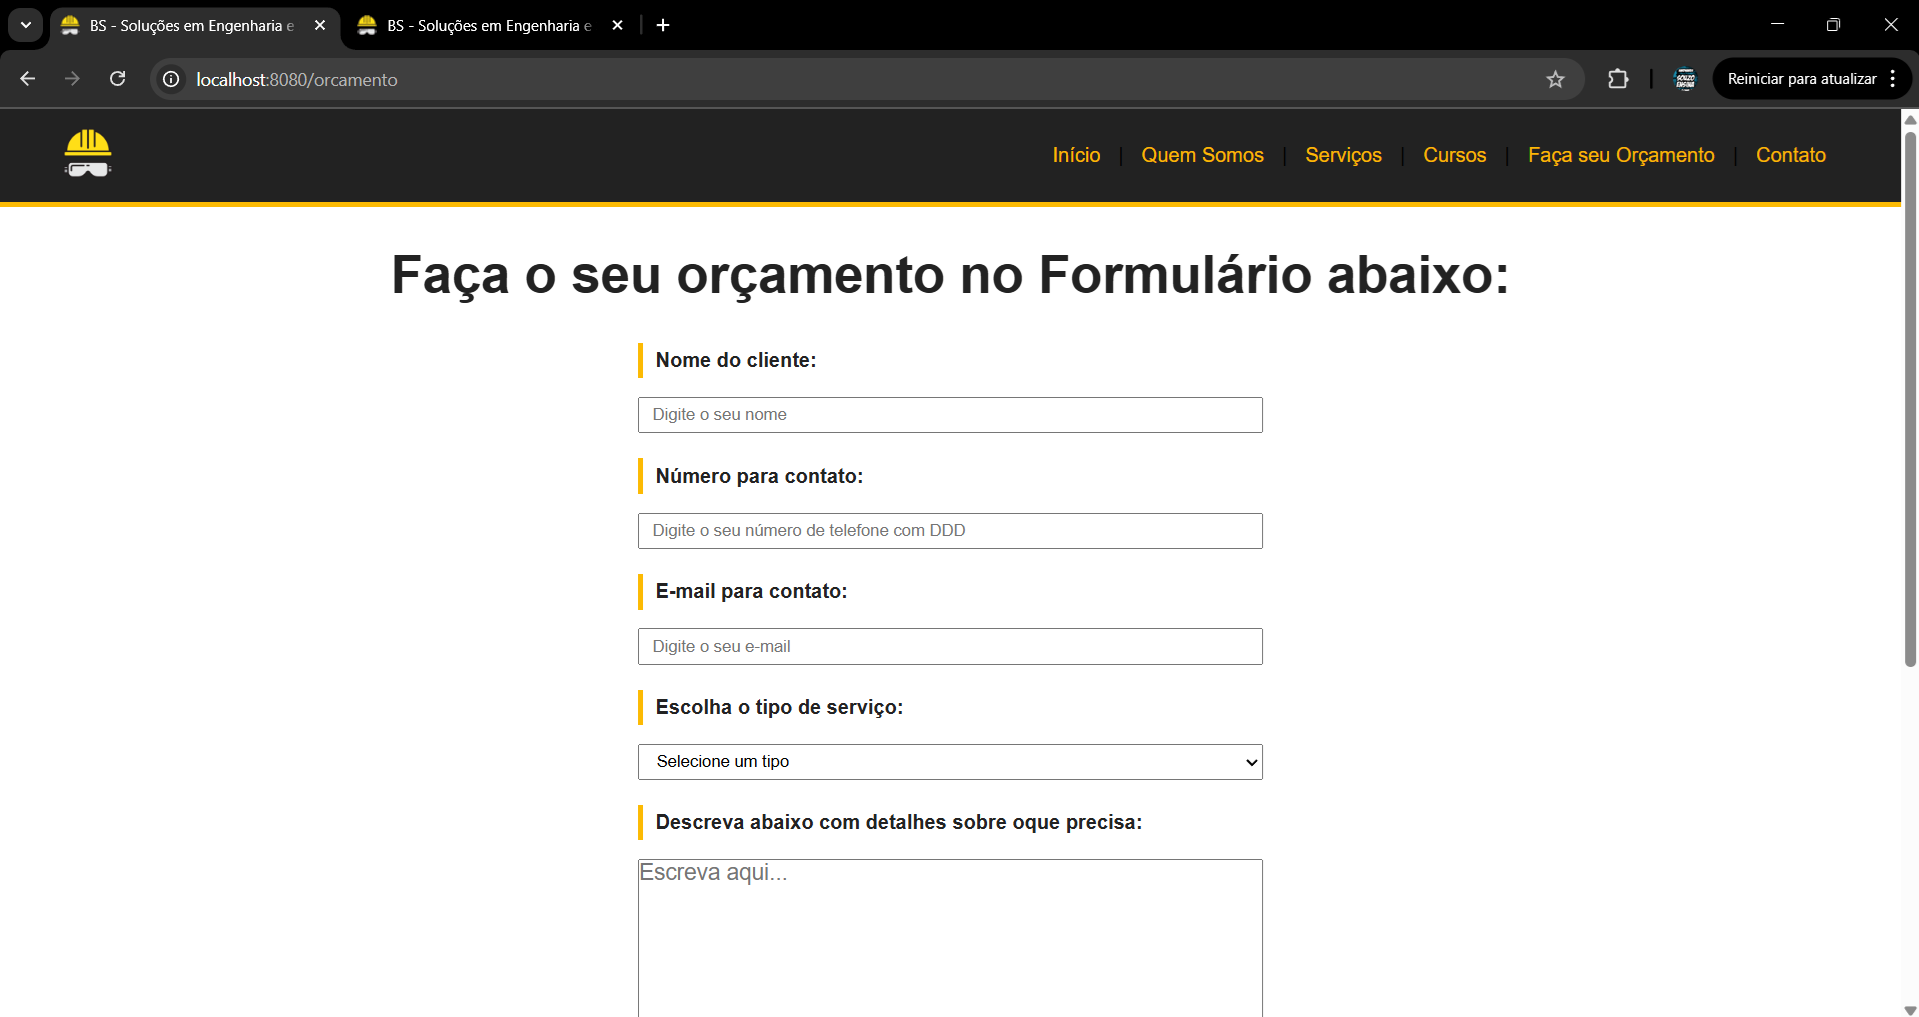 BS - Soluções em Engenharia e
BS - Soluções em Engenharia e
localhost:8080/orcamento
SOUZO
ENSINA
Reiniciar para atualizar
Início | Quem Somos | Serviços | Cursos | Faça seu Orçamento | Contato
Faça o seu orçamento no Formulário abaixo:
Nome do cliente:
Digite o seu nome
Número para contato:
Digite o seu número de telefone com DDD
E-mail para contato:
Digite o seu e-mail
Escolha o tipo de serviço:
Selecione um tipo
Descreva abaixo com detalhes sobre oque precisa:
Escreva aqui...